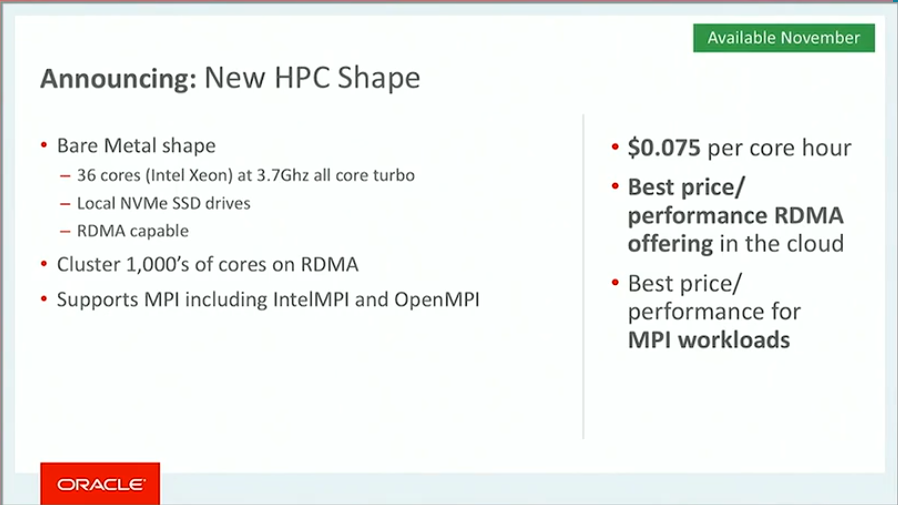 Available November
Announcing: New HPC Shape
• Bare Metal shape
– 36 cores (Intel Xeon) at 3.7Ghz all core turbo
– Local NVMe SSD drives
– RDMA capable
• Cluster 1,000’s of cores on RDMA
• Supports MPI including IntelMPI and OpenMPI
• $0.075 per core hour
• Best price/
performance RDMA
offering in the cloud
• Best price/
performance for
MPI workloads
ORACLE